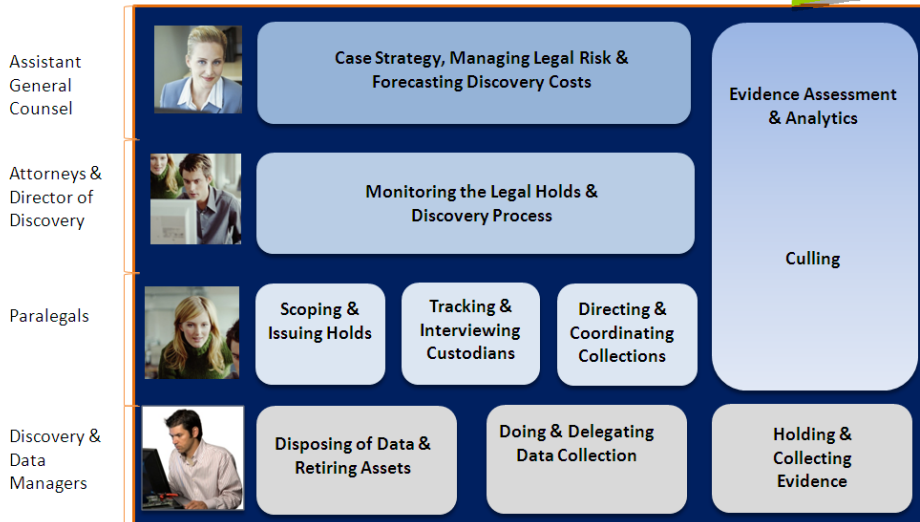 Assistant
General
Counsel
Case Strategy, Managing Legal Risk &
Forecasting Discovery Costs
Evidence Assessment
& Analytics
Attorneys &
Director of
Discovery
Monitoring the Legal Holds &
Discovery Process
Culling
Paralegals
Scoping &
Issuing Holds
Tracking &
Interviewing
Custodians
Directing &
Coordinating
Collections
Discovery &
Data
Managers
Disposing of Data &
Retiring Assets
Doing & Delegating
Data Collection
Holding &
Collecting
Evidence